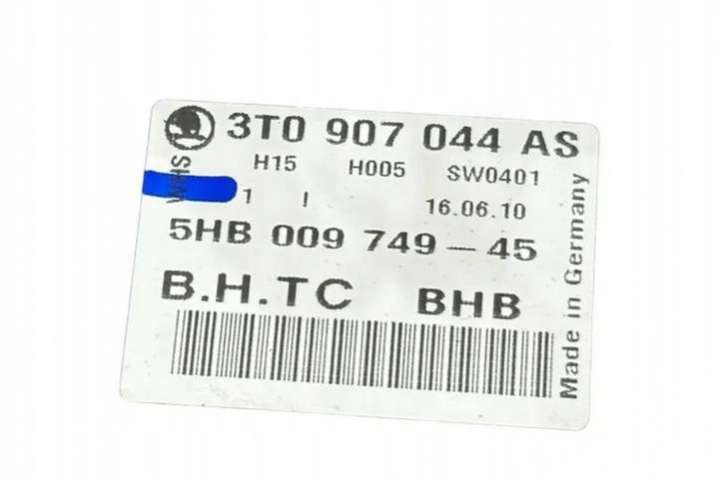 3T0 907 044 AS
H15 H005 SW0401
WHS
1 I 16.06.10
5HB 009 749-45
B.H.TC BHB
Made in Germany